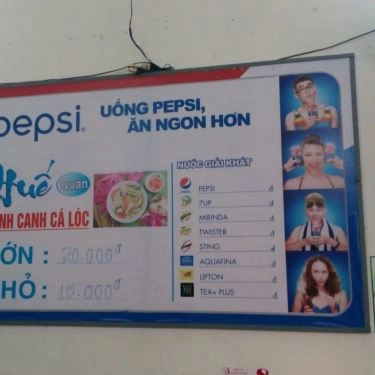 pepsi
UỐNG PEPSI,
ĂN NGON HƠN
Huế Quán
NH CANH CÁ LÓC
ỚN : 20.000đ
HỎ : 15.000đ
NƯỚC GIẢI KHÁT
PEPSI đ
7UP đ
MIRINDA đ
TWISTER đ
STING đ
AQUAFINA đ
LIPTON đ
TEA+ PLUS đ